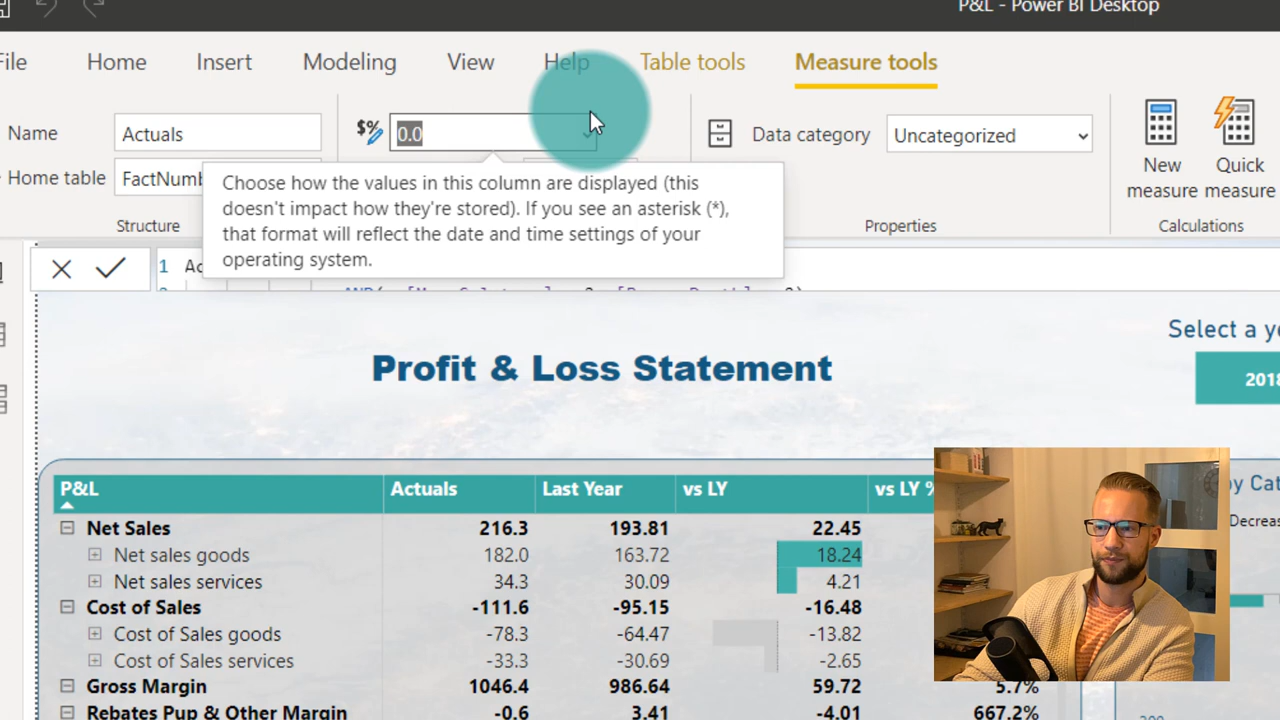 P&L - Power BI Desktop
File Home Insert Modeling View Help Table tools Measure tools
Name Actuals $% 0.0 Data category Uncategorized New measure Quick measure
Home table FactNumb
Choose how the values in this column are displayed (this
doesn't impact how they're stored). If you see an asterisk (*),
that format will reflect the date and time settings of your
operating system.
Structure Properties Calculations
1 Ac
Select a ye
Profit & Loss Statement
2018
P&L Actuals Last Year vs LY vs LY %
Net Sales 216.3 193.81 22.45
Net sales goods 182.0 163.72 18.24
Net sales services 34.3 30.09 4.21
Cost of Sales -111.6 -95.15 -16.48
Cost of Sales goods -78.3 -64.47 -13.82
Cost of Sales services -33.3 -30.69 -2.65
Gross Margin 1046.4 986.64 59.72 5.7%
Rebates Pup & Other Margin -0.6 3.41 -4.01 667.2%
by Cat
Decreas
200